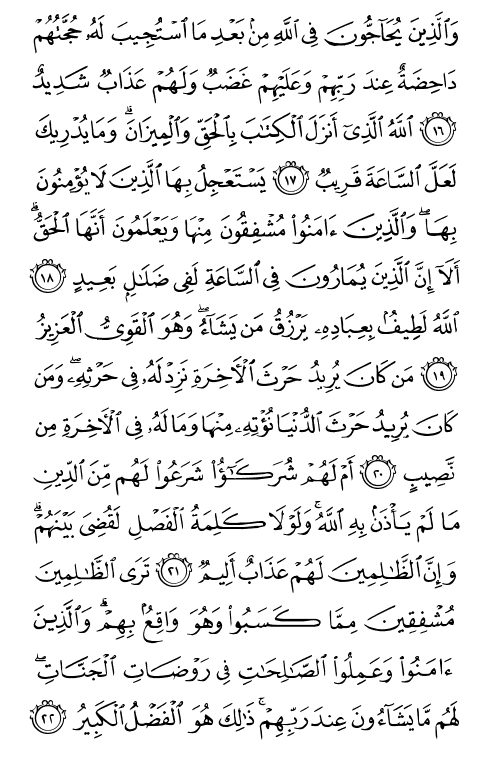 وَٱلَّذِينَ يُحَآجُّونَ فِى ٱللَّهِ مِنۢ بَعْدِ مَا ٱسْتُجِيبَ لَهُۥ حُجَّتُهُمْ
دَاحِضَةٌ عِندَ رَبِّهِمْ وَعَلَيْهِمْ غَضَبٌ وَلَهُمْ عَذَابٌ شَدِيدٌ
١٦ ٱللَّهُ ٱلَّذِىٓ أَنزَلَ ٱلْكِتَٰبَ بِٱلْحَقِّ وَٱلْمِيزَانَۗ وَمَا يُدْرِيكَ
لَعَلَّ ٱلسَّاعَةَ قَرِيبٌ ١٧ يَسْتَعْجِلُ بِهَا ٱلَّذِينَ لَا يُؤْمِنُونَ
بِهَاۖ وَٱلَّذِينَ ءَامَنُوا۟ مُشْفِقُونَ مِنْهَا وَيَعْلَمُونَ أَنَّهَا ٱلْحَقُّۗ
أَلَآ إِنَّ ٱلَّذِينَ يُمَارُونَ فِى ٱلسَّاعَةِ لَفِى ضَلَٰلٍۭ بَعِيدٍ ١٨
ٱللَّهُ لَطِيفٌۢ بِعِبَادِهِۦ يَرْزُقُ مَن يَشَآءُۖ وَهُوَ ٱلْقَوِىُّ ٱلْعَزِيزُ
١٩ مَن كَانَ يُرِيدُ حَرْثَ ٱلْءَاخِرَةِ نَزِدْ لَهُۥ فِى حَرْثِهِۦۖ وَمَن
كَانَ يُرِيدُ حَرْثَ ٱلدُّنْيَا نُؤْتِهِۦ مِنْهَا وَمَا لَهُۥ فِى ٱلْءَاخِرَةِ مِن
نَّصِيبٍ ٢٠ أَمْ لَهُمْ شُرَكَٰٓؤُا۟ شَرَعُوا۟ لَهُم مِّنَ ٱلدِّينِ
مَا لَمْ يَأْذَنۢ بِهِ ٱللَّهُۚ وَلَوْلَا كَلِمَةُ ٱلْفَصْلِ لَقُضِىَ بَيْنَهُمْۗ
وَإِنَّ ٱلظَّٰلِمِينَ لَهُمْ عَذَابٌ أَلِيمٌ ٢١ تَرَى ٱلظَّٰلِمِينَ
مُشْفِقِينَ مِمَّا كَسَبُوا۟ وَهُوَ وَاقِعٌۢ بِهِمْۗ وَٱلَّذِينَ
ءَامَنُوا۟ وَعَمِلُوا۟ ٱلصَّٰلِحَٰتِ فِى رَوْضَاتِ ٱلْجَنَّاتِۖ
لَهُم مَّا يَشَآءُونَ عِندَ رَبِّهِمْۚ ذَٰلِكَ هُوَ ٱلْفَضْلُ ٱلْكَبِيرُ ٢٢